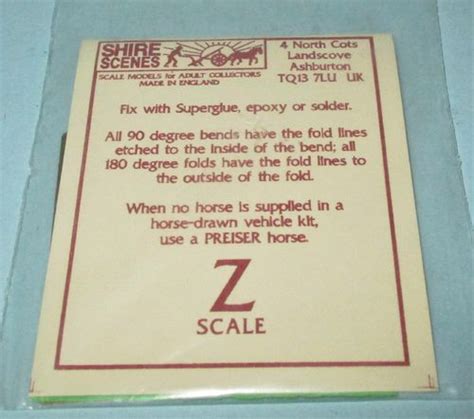 SHIRE
SCENES
SCALE MODELS for ADULT COLLECTORS
MADE IN ENGLAND
4 North Cots
Landscove
Ashburton
TQ13 7LU UK
Fix with Superglue, epoxy or solder.
All 90 degree bends have the fold lines
etched to the inside of the bend; all
180 degree folds have the fold lines to
the outside of the fold.
When no horse is supplied in a
horse-drawn vehicle kit,
use a PREISER horse.
Z
SCALE